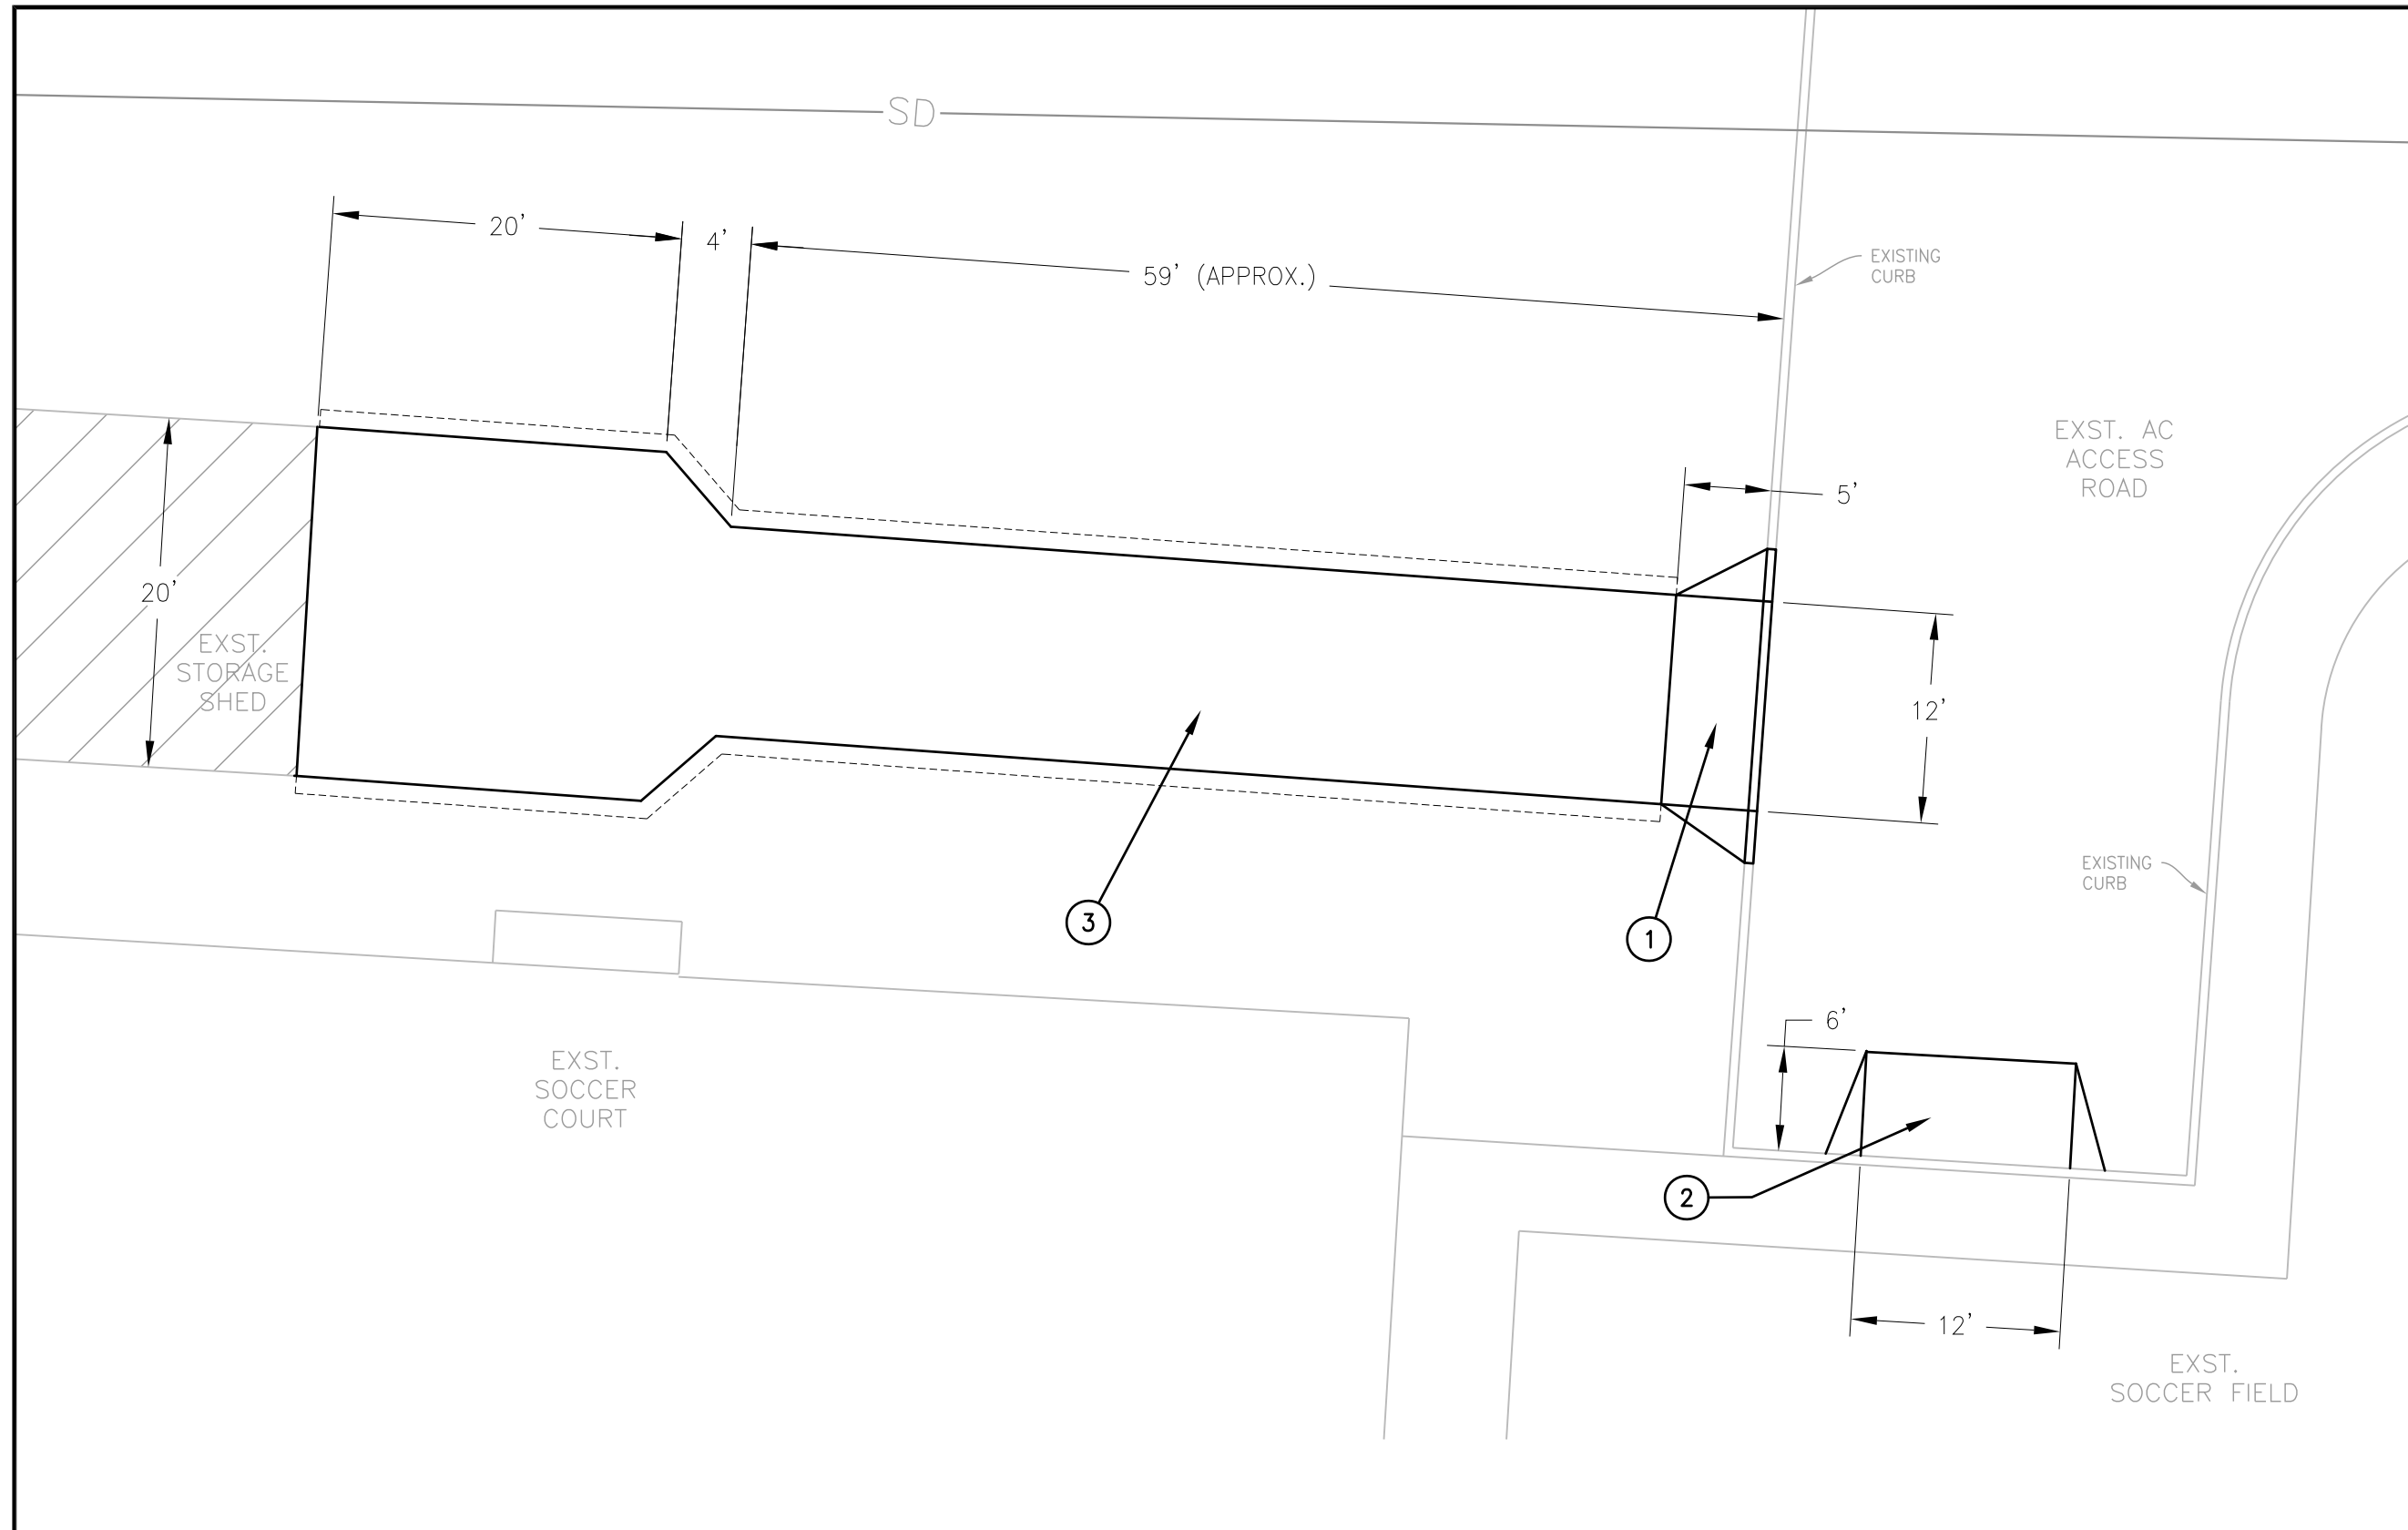 SD
20'
4'
59' (APPROX.)
EXISTING
CURB
EXST. AC
ACCESS
ROAD
5'
20'
EXST.
STORAGE
SHED
12'
EXISTING
CURB
3
1
6'
EXST.
SOCCER
COURT
2
12'
EXST.
SOCCER FIELD